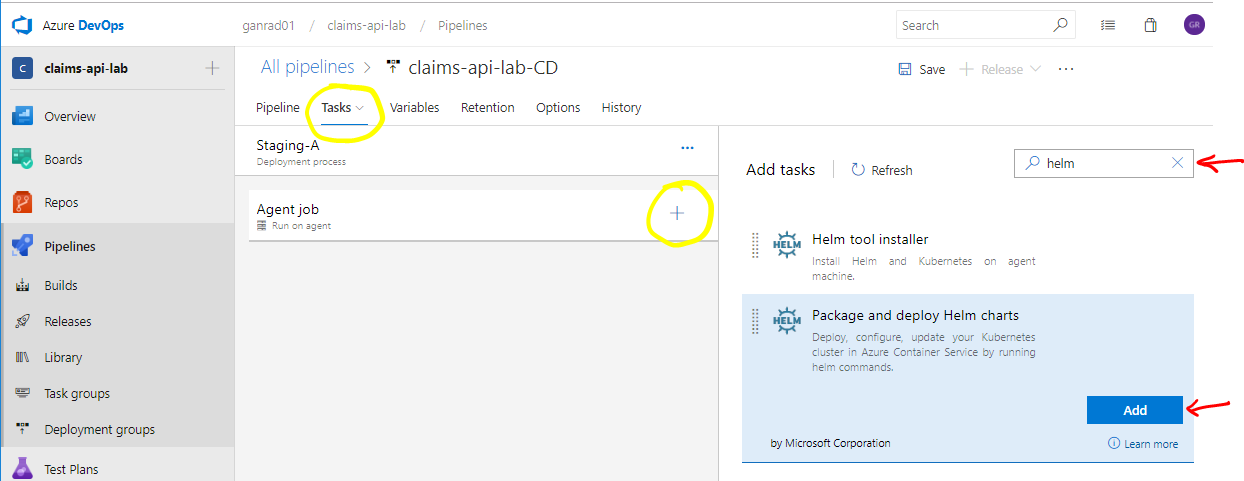 Azure DevOps
ganrad01 / claims-api-lab / Pipelines
Search
GR
C
claims-api-lab
Overview
Boards
Repos
Pipelines
Builds
Releases
Library
Task groups
Deployment groups
Test Plans
All pipelines > claims-api-lab-CD
Save
Release
Pipeline
Tasks
Variables
Retention
Options
History
Staging-A
Deployment process
Agent job
Run on agent
Add tasks
Refresh
helm
HELM
Helm tool installer
Install Helm and Kubernetes on agent
machine.
HELM
Package and deploy Helm charts
Deploy, configure, update your Kubernetes
cluster in Azure Container Service by running
helm commands.
Add
by Microsoft Corporation
Learn more